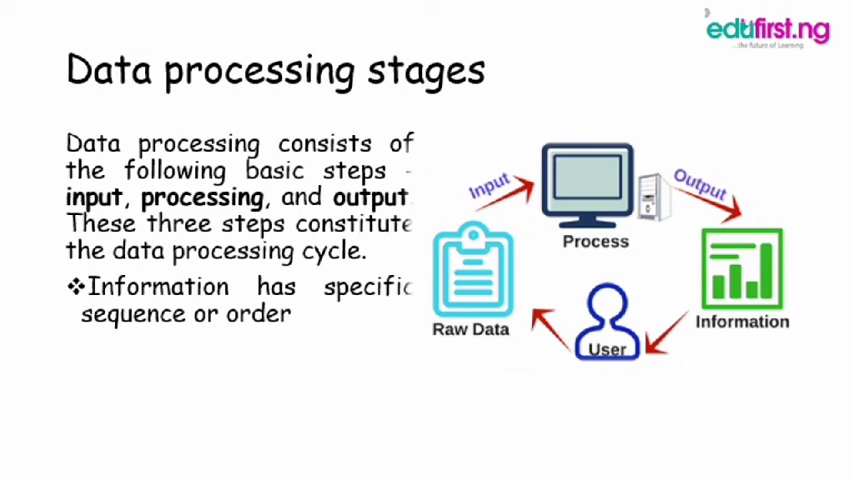 edufirst.ng
...the future of Learning
Data processing stages
Data processing consists of
the following basic steps -
input, processing, and output.
These three steps constitute
the data processing cycle.
❖Information has specific
sequence or order
Input
Output
Process
Raw Data
Information
User